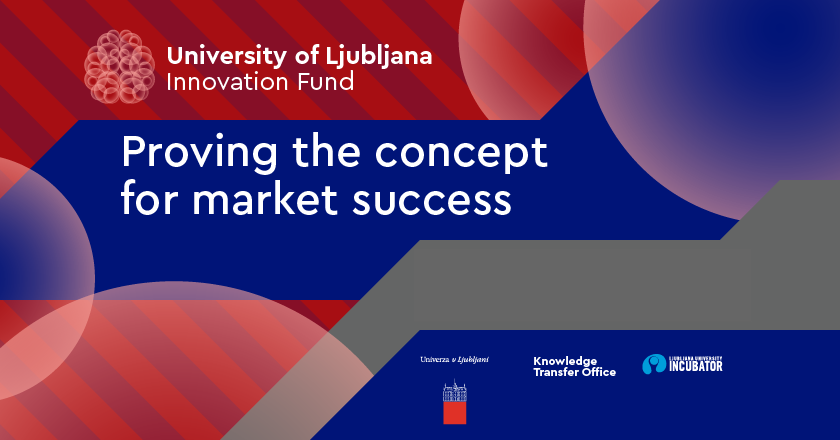 University of Ljubljana
Innovation Fund
Proving the concept
for market success
Univerza v Ljubljani
Knowledge
Transfer Office
LJUBLJANA UNIVERSITY
INCUBATOR